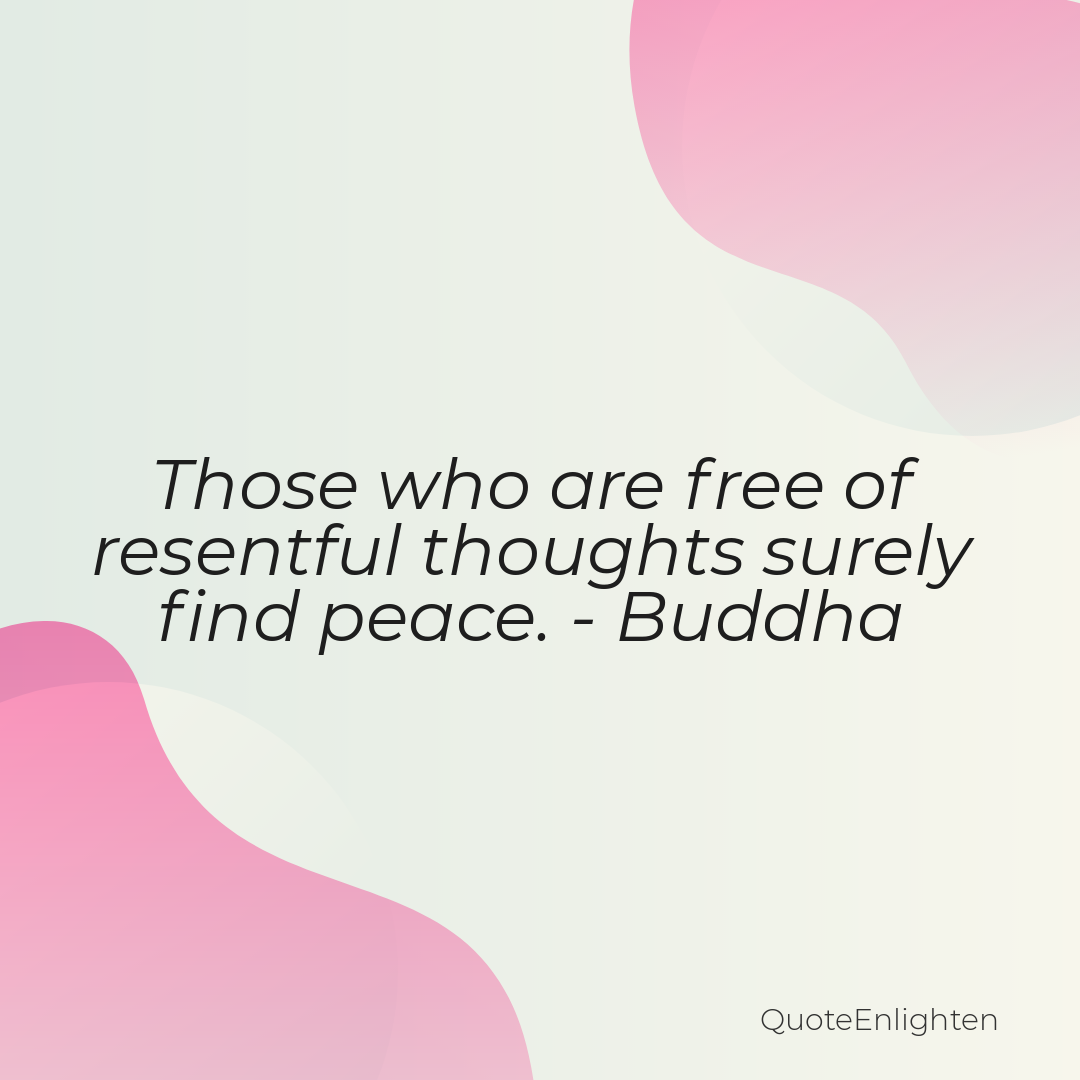 Those who are free of
resentful thoughts surely
find peace. - Buddha
QuoteEnlighten